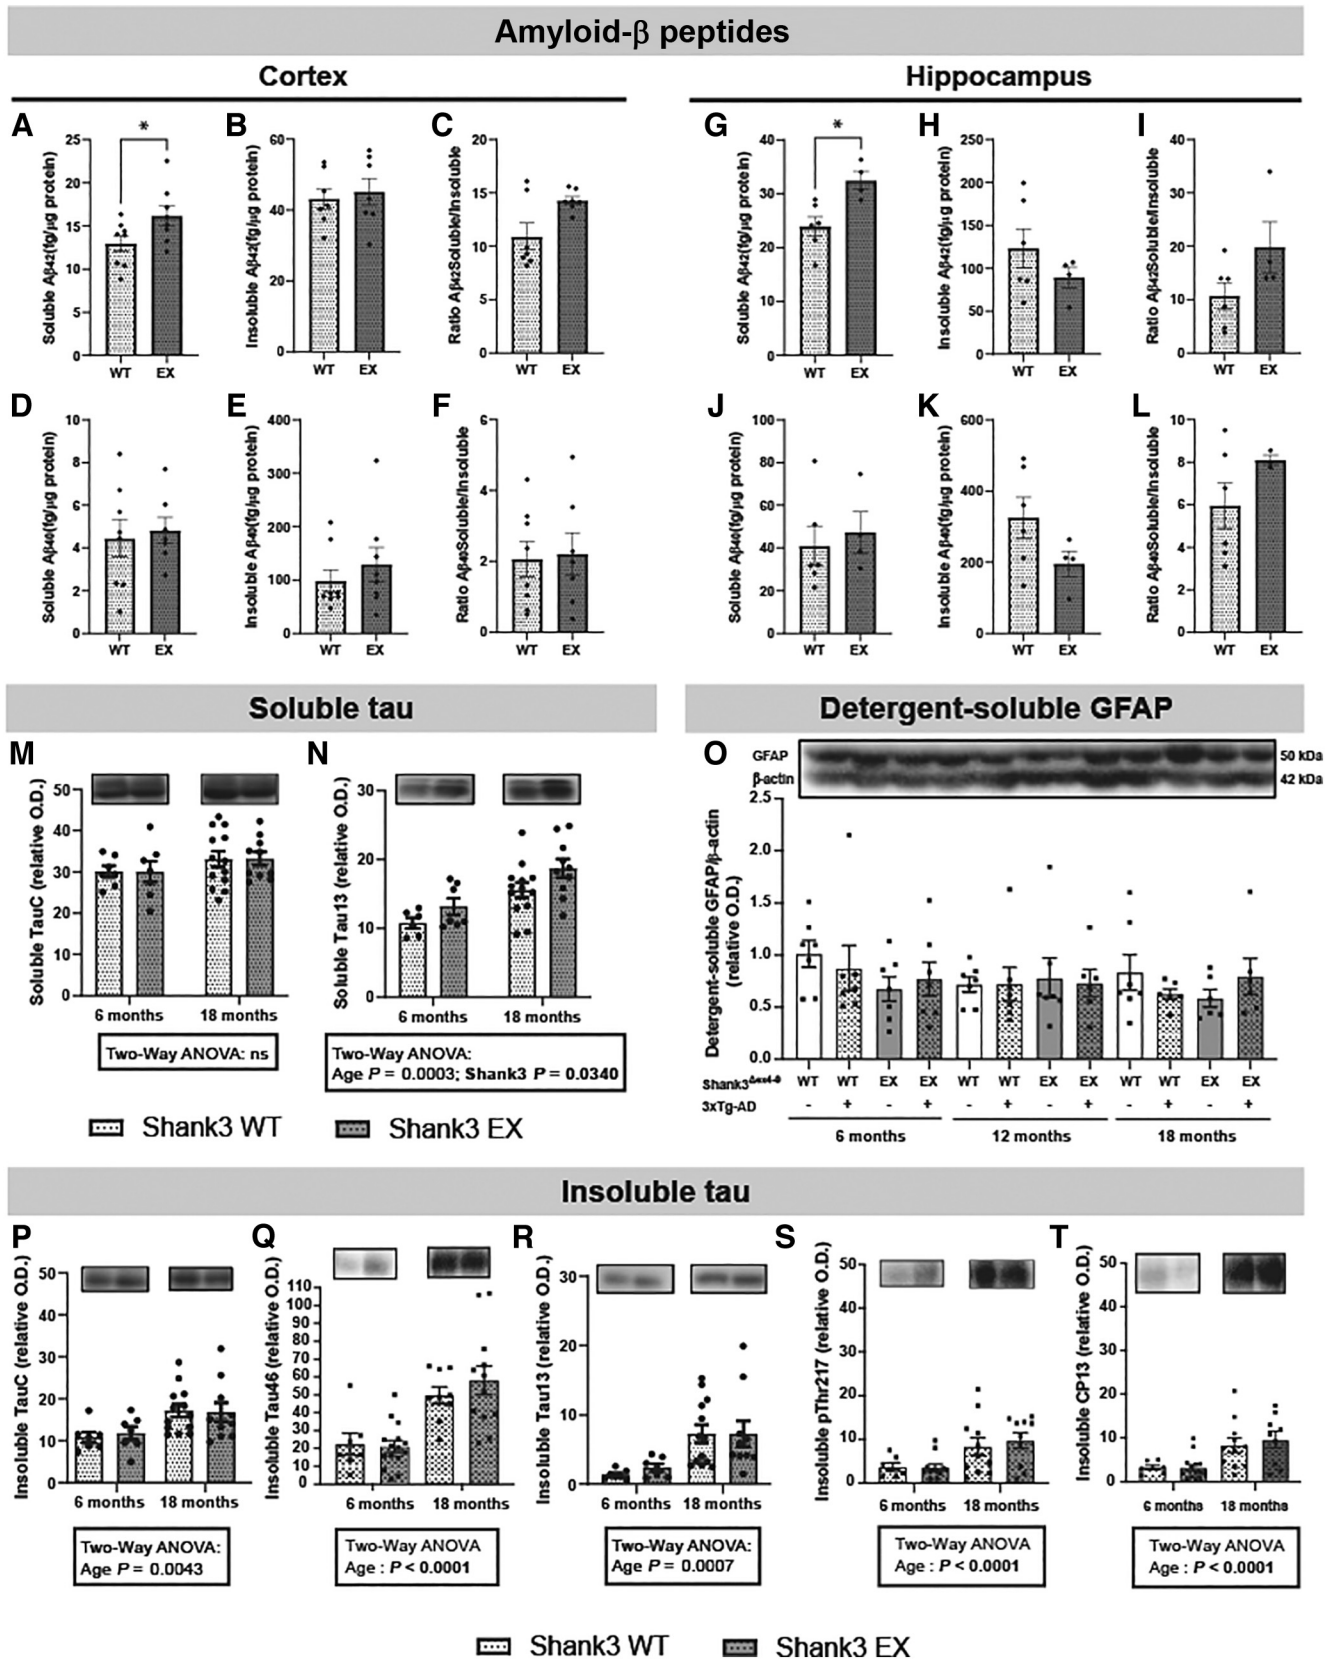 Amyloid-β peptides
Cortex
Hippocampus
A
B
C
G
H
I
Soluble Aβ42(fg/μg protein)
25
20
15
10
5
0
*
WT EX
Insoluble Aβ42(fg/μg protein)
60
40
20
0
WT EX
Ratio Aβ42Soluble/Insoluble
20
15
10
5
0
WT EX
Soluble Aβ42(fg/μg protein)
40
30
20
10
0
*
WT EX
Insoluble Aβ42(fg/μg protein)
250
200
150
100
50
0
WT EX
Ratio Aβ42Soluble/Insoluble
40
30
20
10
0
WT EX
D
E
F
J
K
L
Soluble Aβ40(fg/μg protein)
10
8
6
4
2
0
WT EX
Insoluble Aβ40(fg/μg protein)
400
300
200
100
0
WT EX
Ratio Aβ40Soluble/Insoluble
6
4
2
0
WT EX
Soluble Aβ40(fg/μg protein)
100
80
60
40
20
0
WT EX
Insoluble Aβ40(fg/μg protein)
600
400
200
0
WT EX
Ratio Aβ40Soluble/Insoluble
10
8
6
4
2
0
WT EX
Soluble tau
Detergent-soluble GFAP
M
Soluble TauC (relative O.D.)
50
40
30
20
10
0
6 months 18 months
Two-Way ANOVA: ns
N
Soluble Tau13 (relative O.D.)
30
20
10
0
6 months 18 months
Two-Way ANOVA:
Age P = 0.0003; Shank3 P = 0.0340
Shank3 WT Shank3 EX
O
GFAP 50 kDa
β-actin 42 kDa
Detergent-soluble GFAP/β-actin
(relative O.D.)
2.5
2.0
1.5
1.0
0.5
0.0
Shank3Δex4-9 WT WT EX EX WT WT EX EX WT WT EX EX
3xTg-AD - + - + - + - + - + - +
6 months 12 months 18 months
Insoluble tau
P
Insoluble TauC (relative O.D.)
50
40
30
20
10
0
6 months 18 months
Two-Way ANOVA:
Age P = 0.0043
Q
Insoluble Tau46 (relative O.D.)
110
100
90
80
70
60
50
40
30
20
10
0
6 months 18 months
Two-Way ANOVA
Age : P < 0.0001
R
Insoluble Tau13 (relative O.D.)
30
20
10
0
6 months 18 months
Two-Way ANOVA:
Age P = 0.0007
S
Insoluble pThr217 (relative O.D.)
50
40
30
20
10
0
6 months 18 months
Two-Way ANOVA
Age : P < 0.0001
T
Insoluble CP13 (relative O.D.)
50
40
30
20
10
0
6 months 18 months
Two-Way ANOVA
Age : P < 0.0001
Shank3 WT Shank3 EX